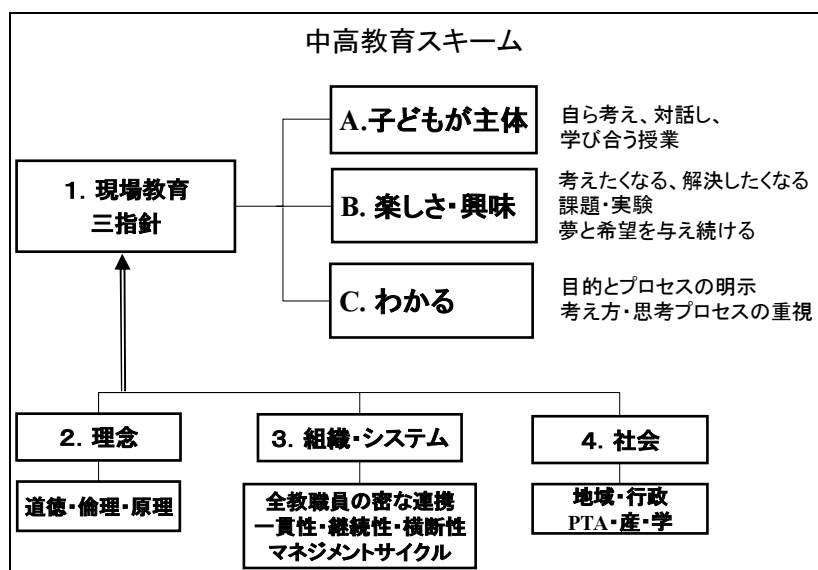 中高教育スキーム
A.子どもが主体
自ら考え、対話し、
学び合う授業
1. 現場教育
三指針
B. 楽しさ・興味
考えたくなる、解決したくなる
課題・実験
夢と希望を与え続ける
C. わかる
目的とプロセスの明示
考え方・思考プロセスの重視
2. 理念
3. 組織・システム
4. 社会
道徳・倫理・原理
全教職員の密な連携
一貫性・継続性・横断性
マネジメントサイクル
地域・行政
PTA・産・学